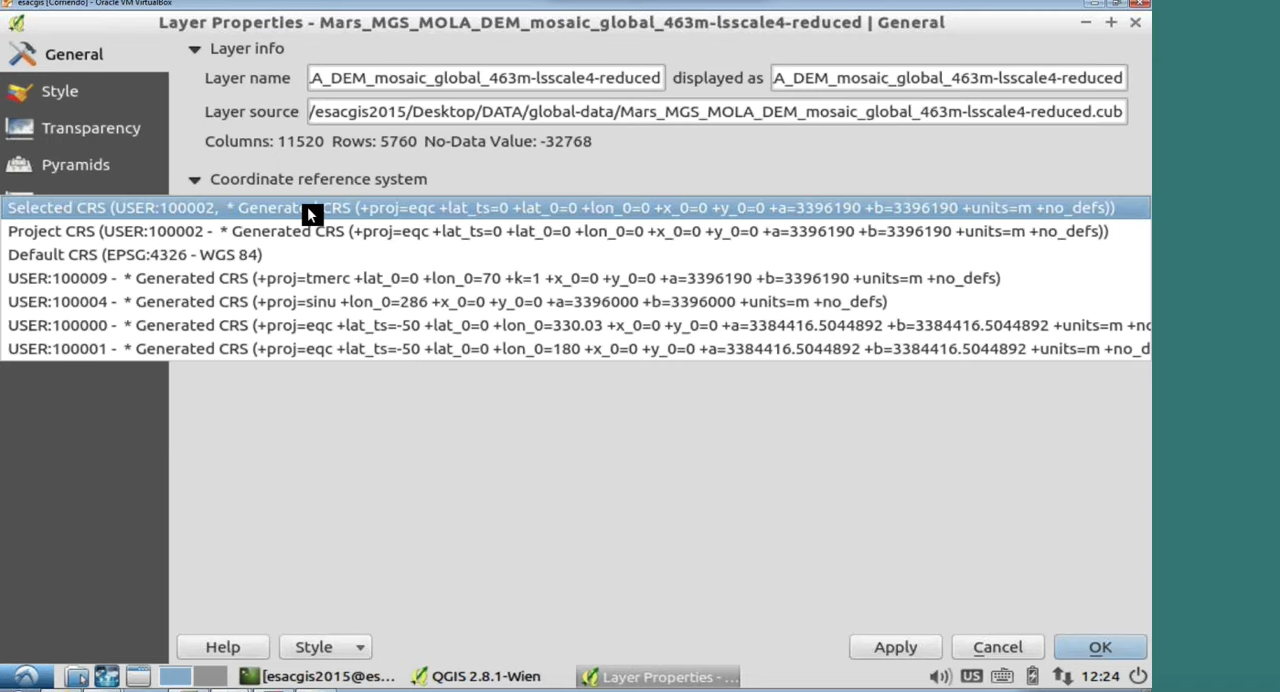 esacgis [Corriendo] - Oracle VM VirtualBox
Layer Properties - Mars_MGS_MOLA_DEM_mosaic_global_463m-lsscale4-reduced | General
General
Layer info
Style
Layer name
.A_DEM_mosaic_global_463m-lsscale4-reduced
displayed as
A_DEM_mosaic_global_463m-lsscale4-reduced
Layer source
/esacgis2015/Desktop/DATA/global-data/Mars_MGS_MOLA_DEM_mosaic_global_463m-lsscale4-reduced.cub
Transparency
Columns: 11520 Rows: 5760 No-Data Value: -32768
Pyramids
Coordinate reference system
Selected CRS (USER:100002, * Generated CRS (+proj=eqc +lat_ts=0 +lat_0=0 +lon_0=0 +x_0=0 +y_0=0 +a=3396190 +b=3396190 +units=m +no_defs))
Project CRS (USER:100002 - * Generated CRS (+proj=eqc +lat_ts=0 +lat_0=0 +lon_0=0 +x_0=0 +y_0=0 +a=3396190 +b=3396190 +units=m +no_defs))
Default CRS (EPSG:4326 - WGS 84)
USER:100009 - * Generated CRS (+proj=tmerc +lat_0=0 +lon_0=70 +k=1 +x_0=0 +y_0=0 +a=3396190 +b=3396190 +units=m +no_defs)
USER:100004 - * Generated CRS (+proj=sinu +lon_0=286 +x_0=0 +y_0=0 +a=3396000 +b=3396000 +units=m +no_defs)
USER:100000 - * Generated CRS (+proj=eqc +lat_ts=-50 +lat_0=0 +lon_0=330.03 +x_0=0 +y_0=0 +a=3384416.5044892 +b=3384416.5044892 +units=m +nc
USER:100001 - * Generated CRS (+proj=eqc +lat_ts=-50 +lat_0=0 +lon_0=180 +x_0=0 +y_0=0 +a=3384416.5044892 +b=3384416.5044892 +units=m +no_d
Help
Style
Apply
Cancel
OK
[esacgis2015@es...
QGIS 2.8.1-Wien
Layer Properties - ...
US
12:24